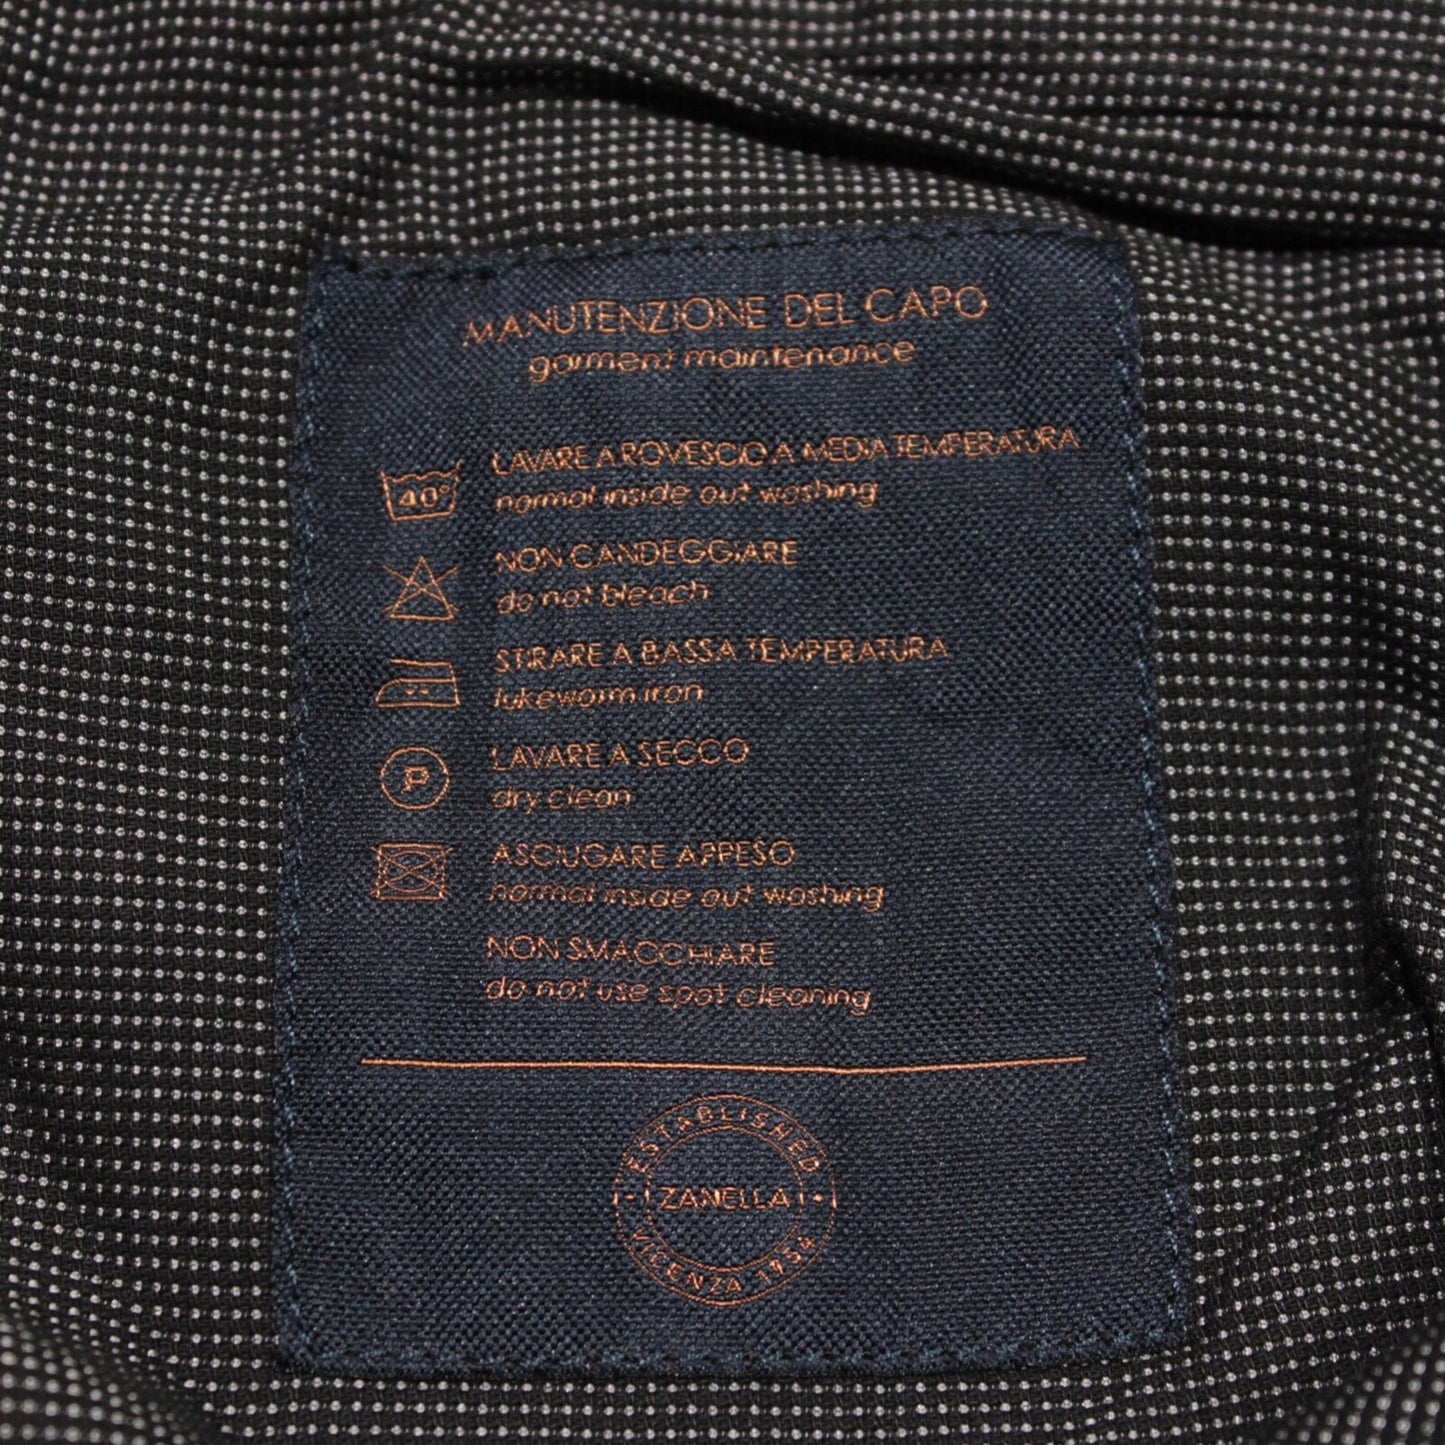 MANUTENZIONE DEL CAPO
garment maintenance
40°
LAVARE A ROVESCIO A MEDIA TEMPERATURA
normal inside out washing
NON CANDEGGIARE
do not bleach
STIRARE A BASSA TEMPERATURA
lukewarm iron
P
LAVARE A SECCO
dry clean
ASCIUGARE APPESO
normal inside out washing
NON SMACCHIARE
do not use spot cleaning
ESTABLISHED
ZANELLA
VICENZA 1954